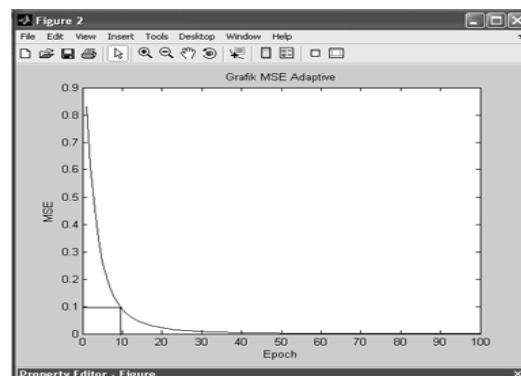 Figure 2
File Edit View Insert Tools Desktop Window Help
Grafik MSE Adaptive
0.9
0.8
0.7
0.6
0.5
0.4
0.3
0.2
0.1
0
MSE
0 10 20 30 40 50 60 70 80 90 100
Epoch
Property Editor - Figure